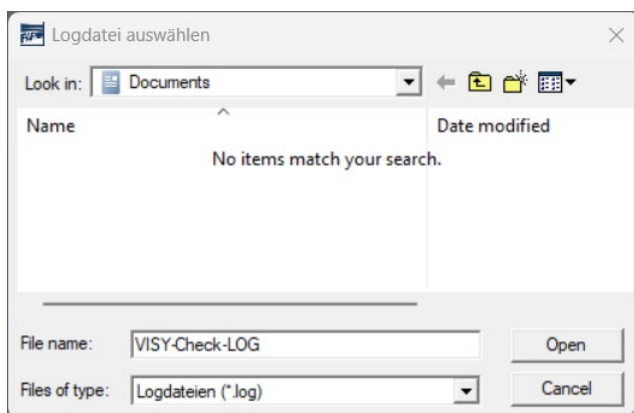 Logdatei auswählen
Look in: Documents
Name Date modified
No items match your search.
File name: VISY-Check-LOG Open
Files of type: Logdateien (*.log) Cancel